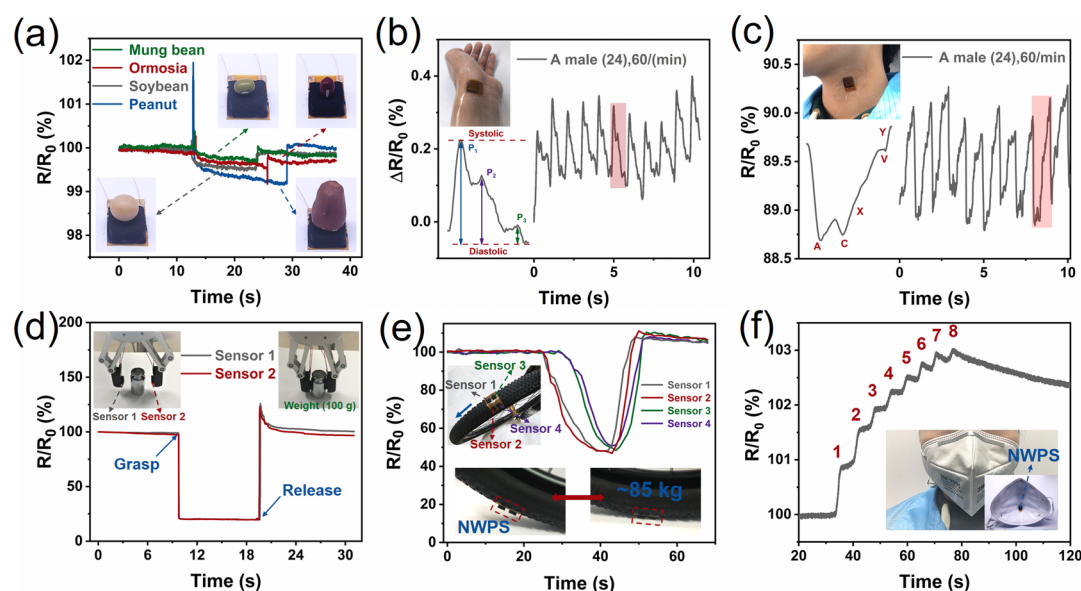 (a)
Mung bean
Ormosia
Soybean
Peanut
102
101
100
99
98
R/R0 (%)
0
10
20
30
40
Time (s)
(b)
A male (24),60/(min)
0.4
0.2
0.0
ΔR/R0 (%)
Systolic
P1
P2
P3
Diastolic
0
5
10
Time (s)
(c)
A male (24),60/min
90.5
90.0
89.5
89.0
88.5
R/R0 (%)
Y
V
X
A
C
0
5
10
Time (s)
(d)
200
150
100
50
0
R/R0 (%)
Sensor 1
Sensor 2
Sensor 1
Sensor 2
Weight (100 g)
Grasp
Release
0
6
12
18
24
30
Time (s)
(e)
120
100
80
60
40
20
0
R/R0 (%)
Sensor 3
Sensor 1
Sensor 2
Sensor 4
Sensor 1
Sensor 2
Sensor 3
Sensor 4
~85 kg
NWPS
0
20
40
60
Time (s)
(f)
103
102
101
100
R/R0 (%)
1
2
3
4
5
6
7
8
NWPS
20
40
60
80
100
120
Time (s)